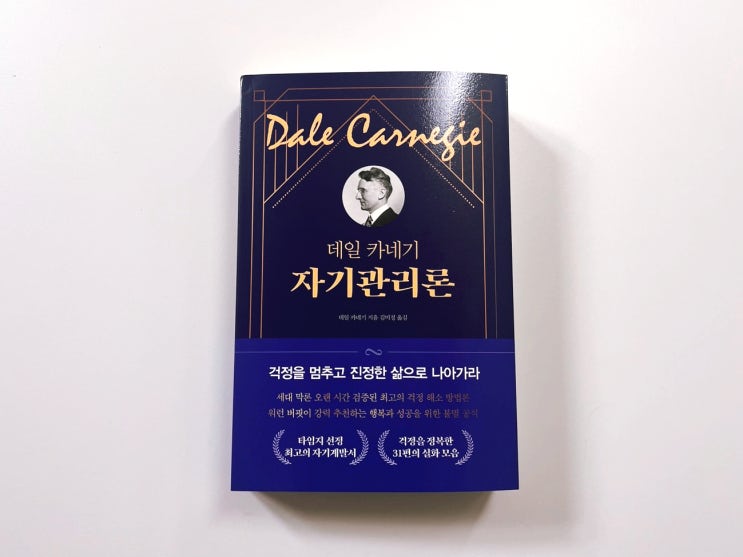 Dale Carnegie
데일 카네기
자기관리론
데일 카네기 지음 김미정 옮김
걱정을 멈추고 진정한 삶으로 나아가라
세대 막론 오랜 시간 검증된 최고의 걱정 해소 방법론
워런 버핏이 강력 추천하는 행복과 성공을 위한 불멸 공식
타임지 선정
최고의 자기계발서
걱정을 정복한
31편의 실화 모음